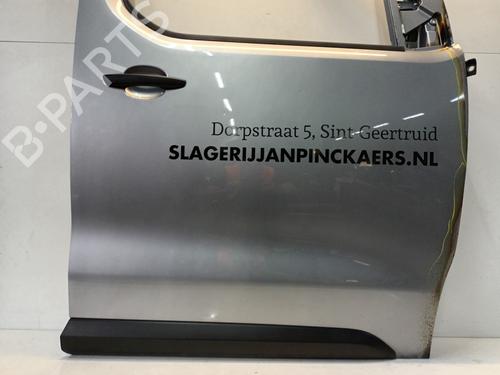 B-PARTS
Dorpstraat 5, Sint-Geertruid
SLAGERIJJANPINCKAERS.NL